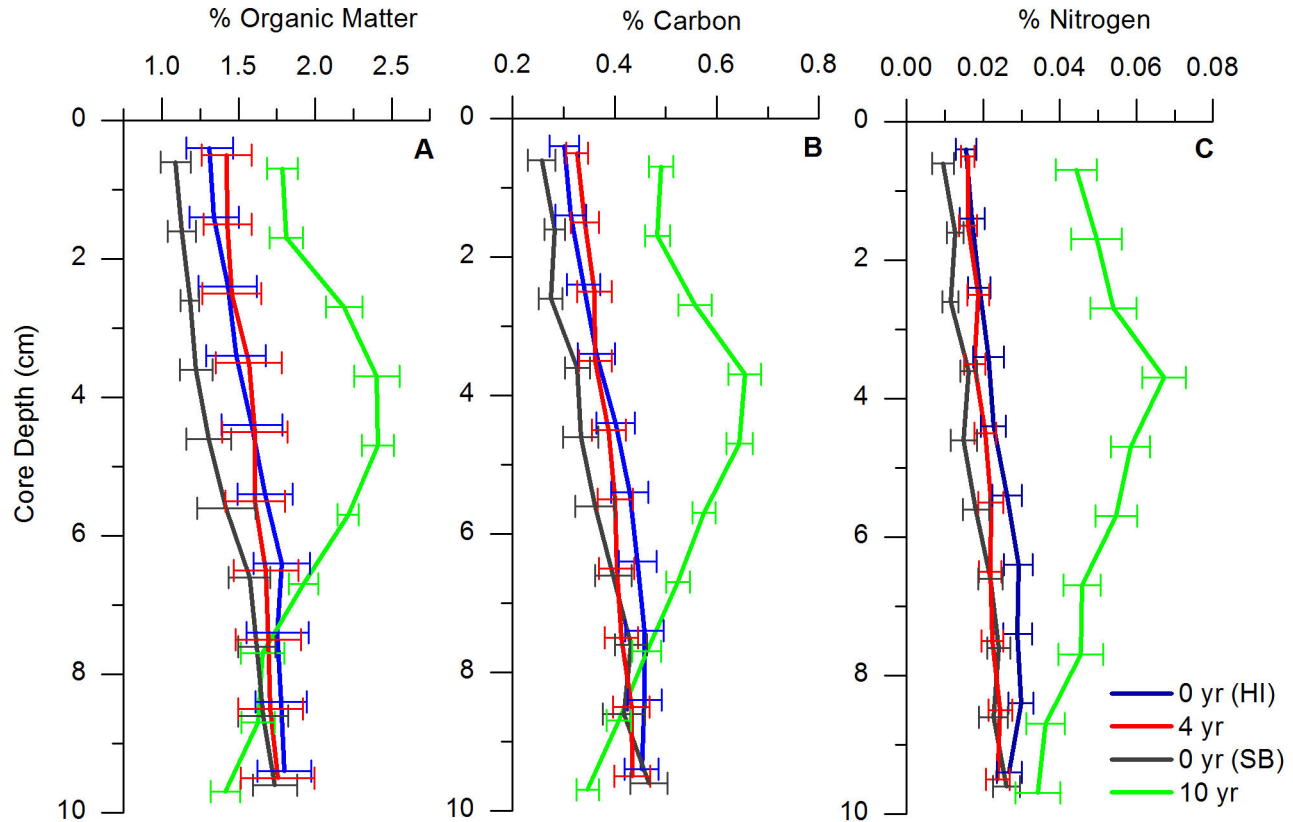 % Organic Matter
% Carbon
% Nitrogen
1.0 1.5 2.0 2.5
0.2 0.4 0.6 0.8
0.00 0.02 0.04 0.06 0.08
0
0
0
A
B
C
2
2
2
Core Depth (cm)
4
4
4
6
6
6
8
8
8
0 yr (HI)
4 yr
0 yr (SB)
10 yr
10
10
10